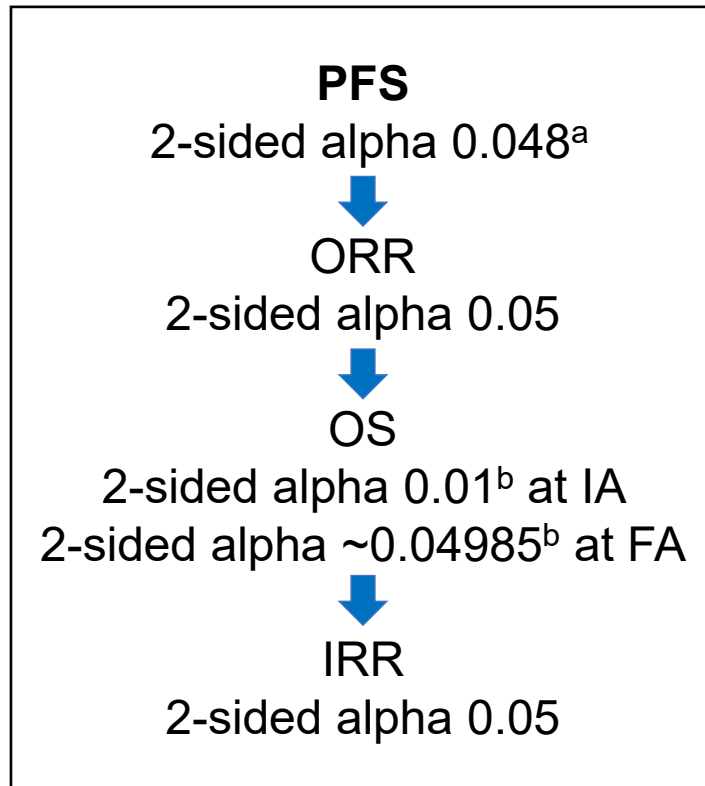 PFS
2-sided alpha 0.048ᵃ
ORR
2-sided alpha 0.05
OS
2-sided alpha 0.01ᵇ at IA
2-sided alpha ~0.04985ᵇ at FA
IRR
2-sided alpha 0.05